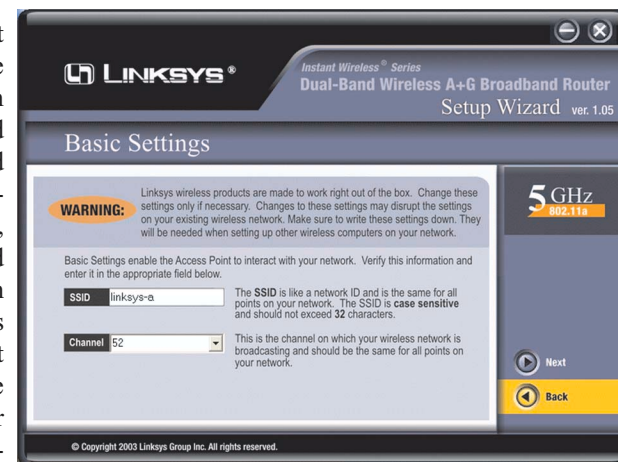 LINKSYS®
Instant Wireless® Series
Dual-Band Wireless A+G Broadband Router
Setup Wizard ver. 1.05
Basic Settings
WARNING:
Linksys wireless products are made to work right out of the box. Change these
settings only if necessary. Changes to these settings may disrupt the settings
on your existing wireless network. Make sure to write these settings down. They
will be needed when setting up other wireless computers on your network.
5 GHz
802.11a
Basic Settings enable the Access Point to interact with your network. Verify this information and
enter it in the appropriate field below.
SSID linksys-a
The SSID is like a network ID and is the same for all
points on your network. The SSID is case sensitive
and should not exceed 32 characters.
Channel 52
This is the channel on which your wireless network is
broadcasting and should be the same for all points on
your network.
Next
Back
© Copyright 2003 Linksys Group Inc. All rights reserved.